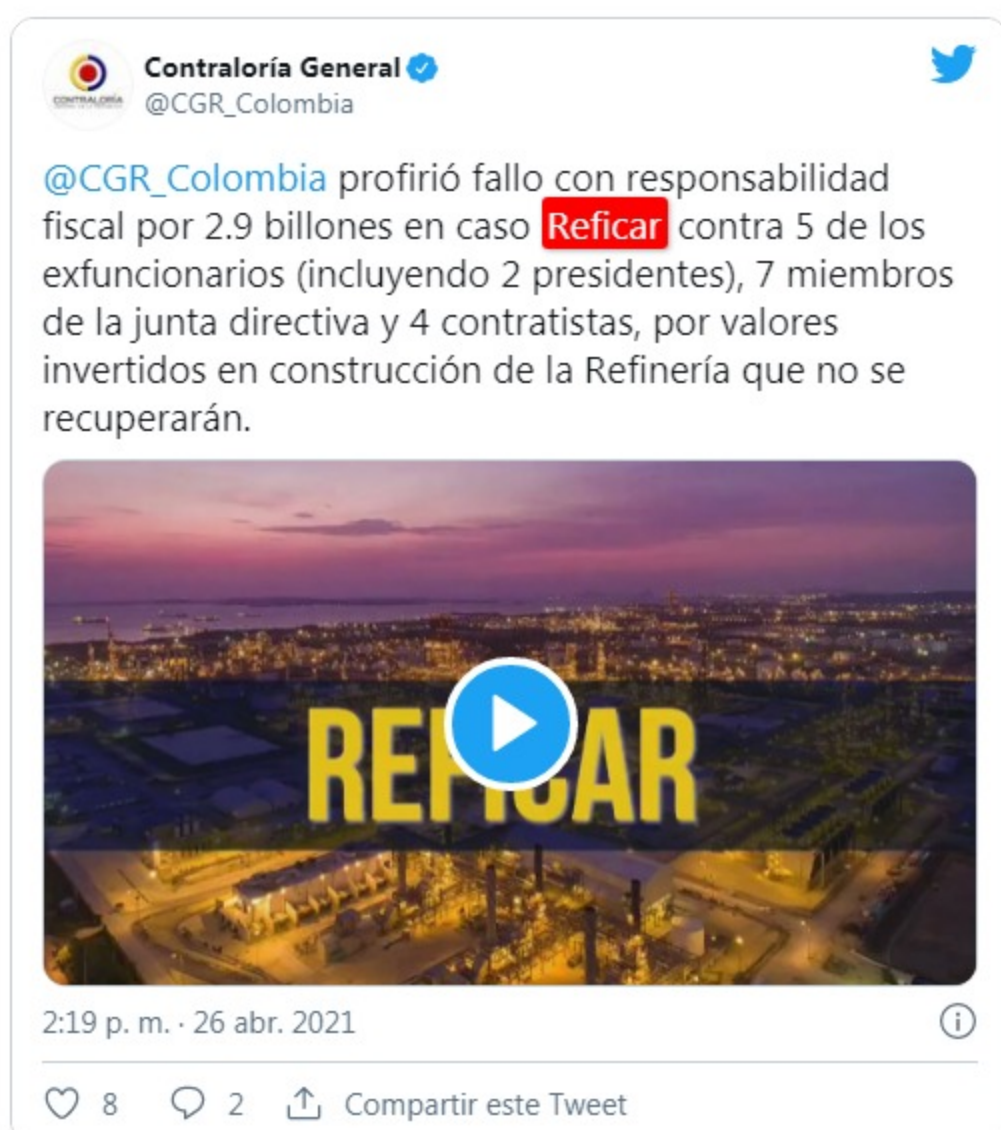 Contraloría General
CONTRALORÍA
@CGR_Colombia
@CGR_Colombia profirió fallo con responsabilidad
fiscal por 2.9 billones en caso Reficar contra 5 de los
exfuncionarios (incluyendo 2 presidentes), 7 miembros
de la junta directiva y 4 contratistas, por valores
invertidos en construcción de la Refinería que no se
recuperarán.
REFICAR
2:19 p. m. · 26 abr. 2021
8 2 Compartir este Tweet